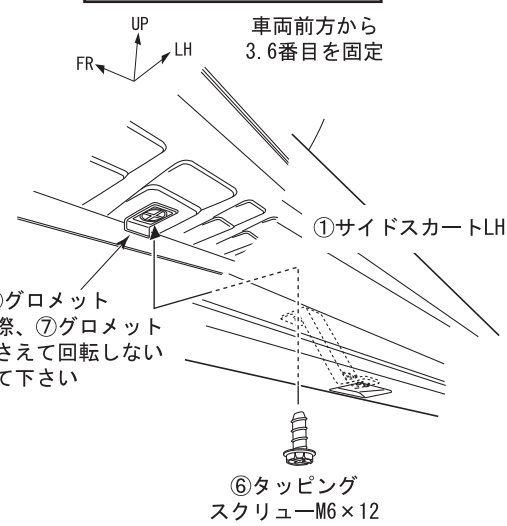 UP
LH
FR
車両前方から
3.6番目を固定
①サイドスカートLH
グロメット
際、⑦グロメット
さえて回転しない
て下さい
⑥タッピング
スクリューM6×12